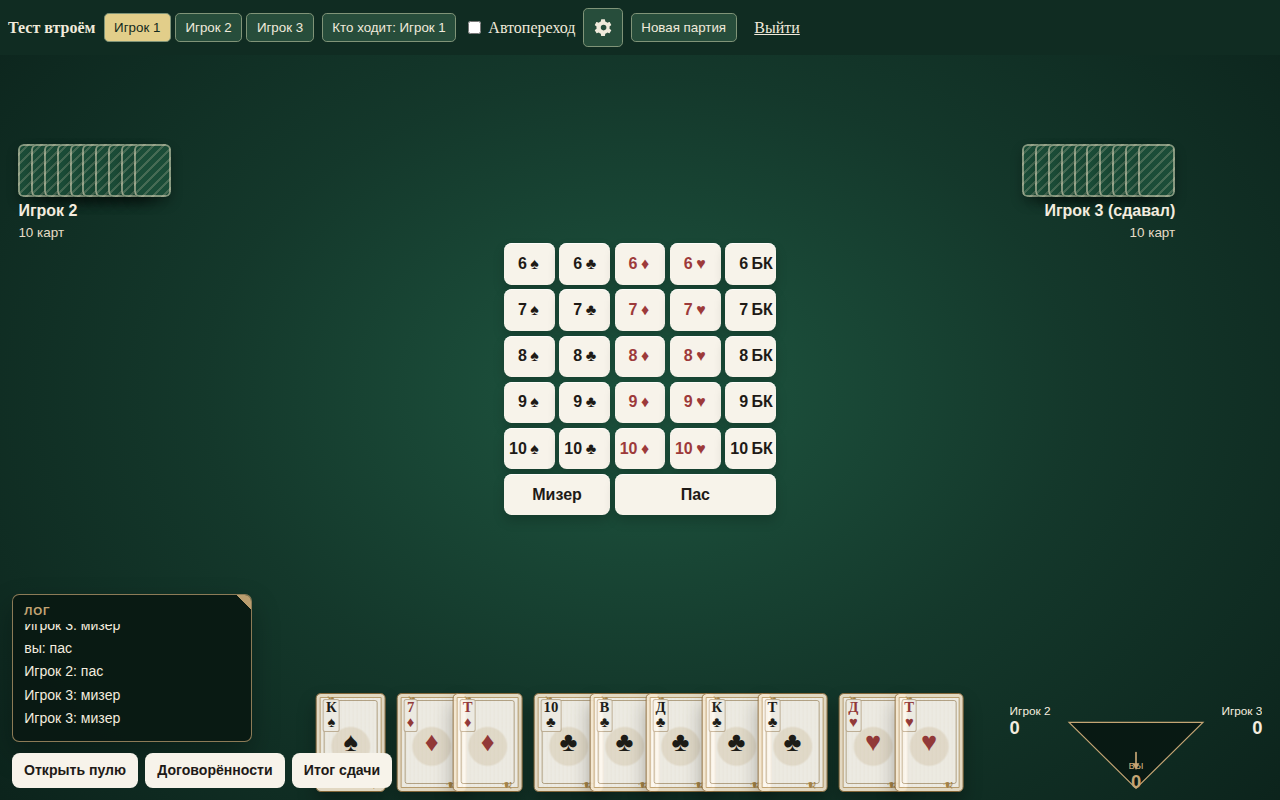 Тест втроём Игрок 1 Игрок 2 Игрок 3 Кто ходит: Игрок 1 Автопереход Новая партия Выйти
Игрок 2
10 карт
Игрок 3 (сдавал)
10 карт
6 ♠ 6 ♣ 6 ♦ 6 ♥ 6 БК
7 ♠ 7 ♣ 7 ♦ 7 ♥ 7 БК
8 ♠ 8 ♣ 8 ♦ 8 ♥ 8 БК
9 ♠ 9 ♣ 9 ♦ 9 ♥ 9 БК
10 ♠ 10 ♣ 10 ♦ 10 ♥ 10 БК
Мизер Пас
ЛОГ
Игрок 3: мизер
вы: пас
Игрок 2: пас
Игрок 3: мизер
Игрок 3: мизер
Открыть пулю Договорённости Итог сдачи
К 7 Т 10 В Д К Т Д Т
♠ ♦ ♦ ♣ ♣ ♣ ♣ ♣ ♥ ♥
Игрок 2
0
Игрок 3
0
вы
0